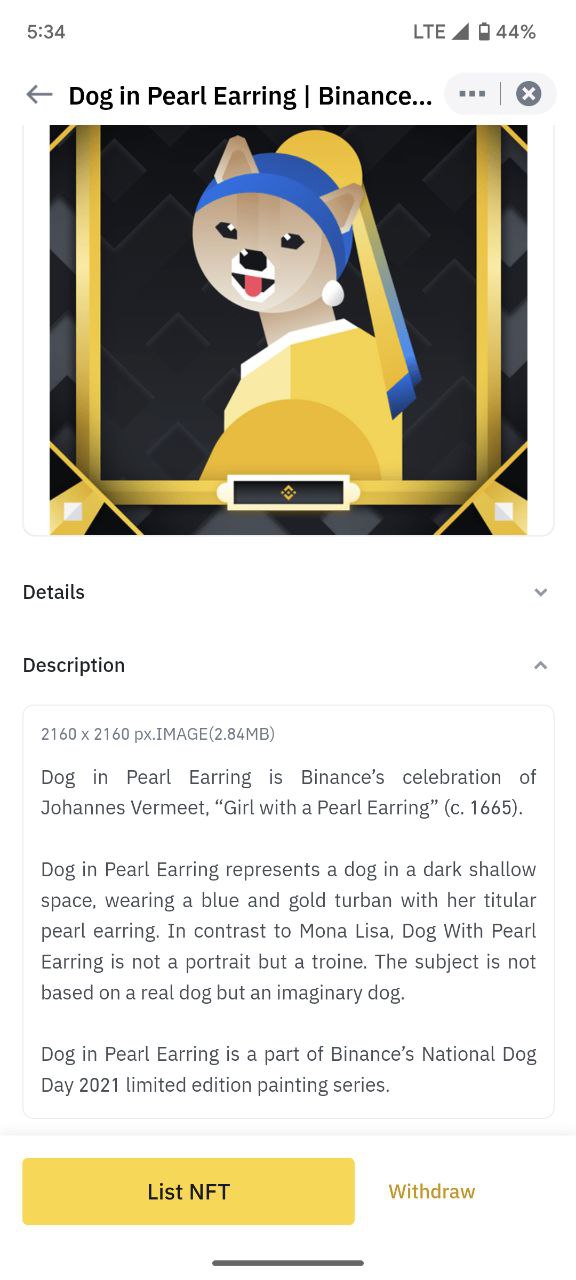 5:34
LTE 44%
Dog in Pearl Earring | Binance...
Details
Description
2160 x 2160 px.IMAGE(2.84MB)
Dog in Pearl Earring is Binance’s celebration of
Johannes Vermeet, “Girl with a Pearl Earring” (c. 1665).
Dog in Pearl Earring represents a dog in a dark shallow
space, wearing a blue and gold turban with her titular
pearl earring. In contrast to Mona Lisa, Dog With Pearl
Earring is not a portrait but a troine. The subject is not
based on a real dog but an imaginary dog.
Dog in Pearl Earring is a part of Binance’s National Dog
Day 2021 limited edition painting series.
List NFT
Withdraw